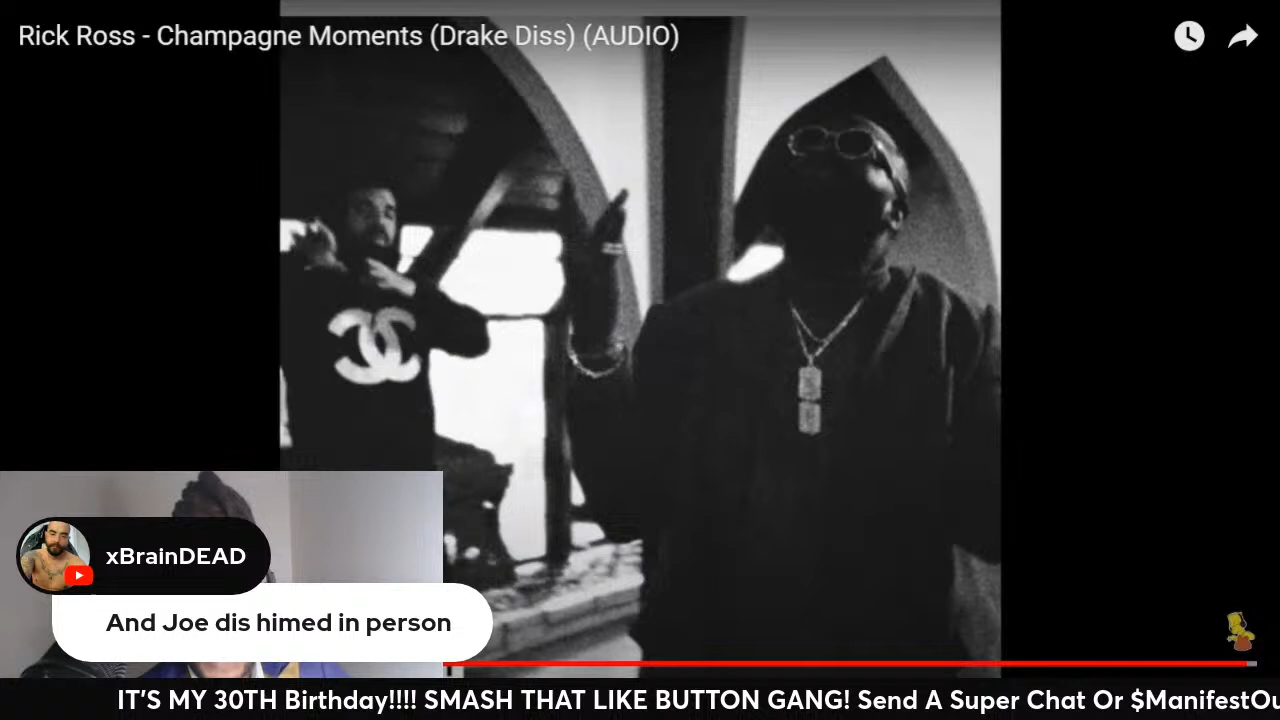 Rick Ross - Champagne Moments (Drake Diss) (AUDIO)
xBrainDEAD
And Joe dis himed in person
IT'S MY 30TH Birthday!!!! SMASH THAT LIKE BUTTON GANG! Send A Super Chat Or $ManifestOu